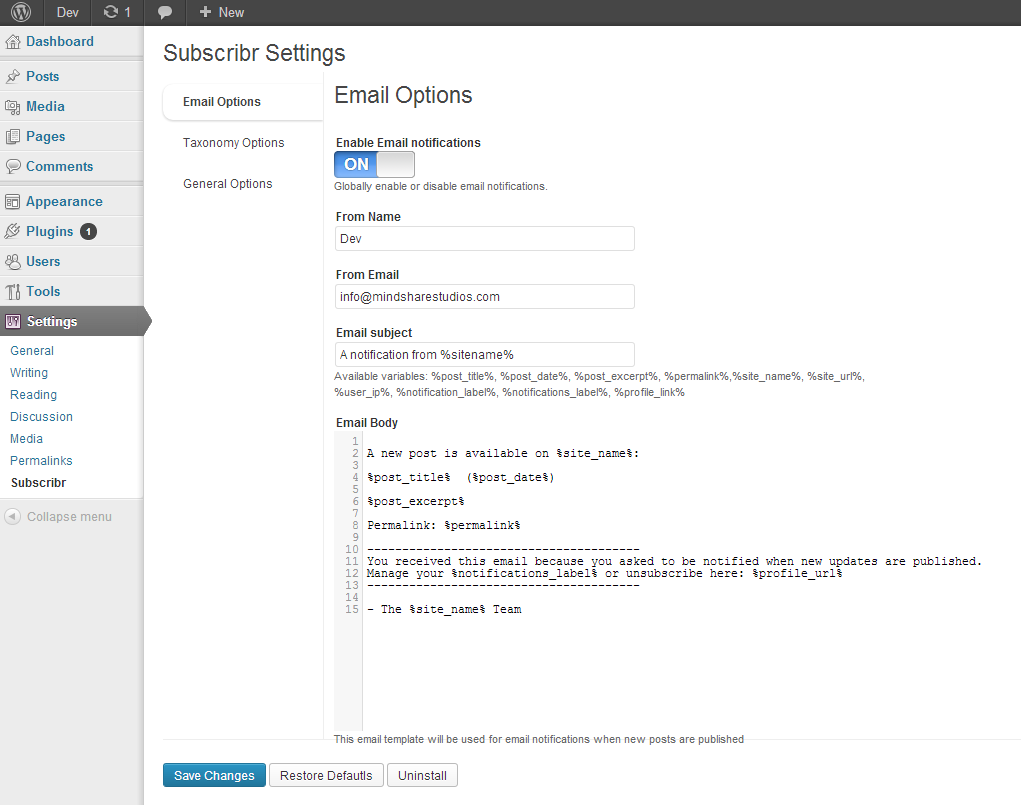 Dev
1
New
Dashboard
Posts
Media
Pages
Comments
Appearance
Plugins 1
Users
Tools
Settings
General
Writing
Reading
Discussion
Media
Permalinks
Subscribr
Collapse menu
Subscribr Settings
Email Options
Taxonomy Options
General Options
Email Options
Enable Email notifications
ON
Globally enable or disable email notifications.
From Name
Dev
From Email
info@mindsharestudios.com
Email subject
A notification from %sitename%
Available variables: %post_title%, %post_date%, %post_excerpt%, %permalink%,%site_name%, %site_url%,
%user_ip%, %notification_label%, %notifications_label%, %profile_link%
Email Body
1
2 A new post is available on %site_name%:
3
4 %post_title%  (%post_date%)
5
6 %post_excerpt%
7
8 Permalink: %permalink%
9
10 ---------------------------------------
11 You received this email because you asked to be notified when new updates are published.
12 Manage your %notifications_label% or unsubscribe here: %profile_url%
13 ---------------------------------------
14
15 - The %site_name% Team
This email template will be used for email notifications when new posts are published
Save Changes
Restore Defautls
Uninstall